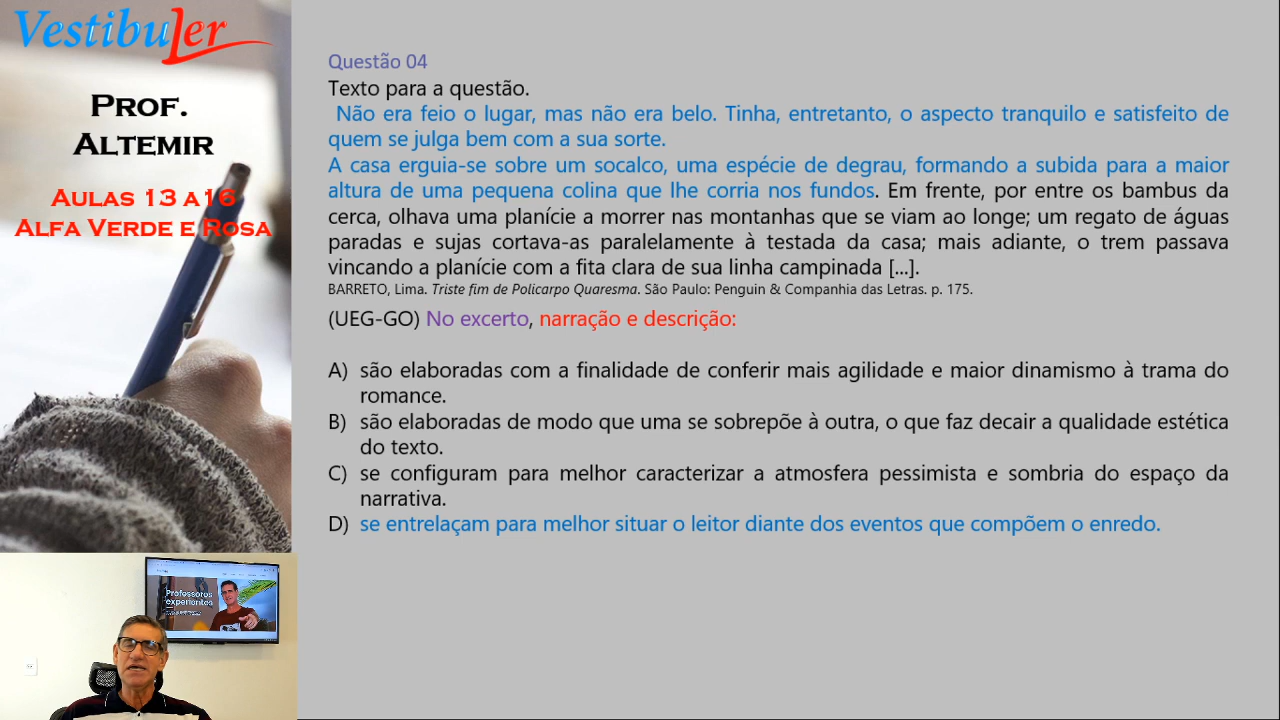 VestibuLer
PROF.
ALTEMIR
AULAS 13 A 16
ALFA VERDE E ROSA
Professores
experientes
Questão 04
Texto para a questão.
Não era feio o lugar, mas não era belo. Tinha, entretanto, o aspecto tranquilo e satisfeito de
quem se julga bem com a sua sorte.
A casa erguia-se sobre um socalco, uma espécie de degrau, formando a subida para a maior
altura de uma pequena colina que lhe corria nos fundos. Em frente, por entre os bambus da
cerca, olhava uma planície a morrer nas montanhas que se viam ao longe; um regato de águas
paradas e sujas cortava-as paralelamente à testada da casa; mais adiante, o trem passava
vincando a planície com a fita clara de sua linha campinada [...].
BARRETO, Lima. Triste fim de Policarpo Quaresma. São Paulo: Penguin & Companhia das Letras. p. 175.
(UEG-GO) No excerto, narração e descrição:
A) são elaboradas com a finalidade de conferir mais agilidade e maior dinamismo à trama do
romance.
B) são elaboradas de modo que uma se sobrepõe à outra, o que faz decair a qualidade estética
do texto.
C) se configuram para melhor caracterizar a atmosfera pessimista e sombria do espaço da
narrativa.
D) se entrelaçam para melhor situar o leitor diante dos eventos que compõem o enredo.